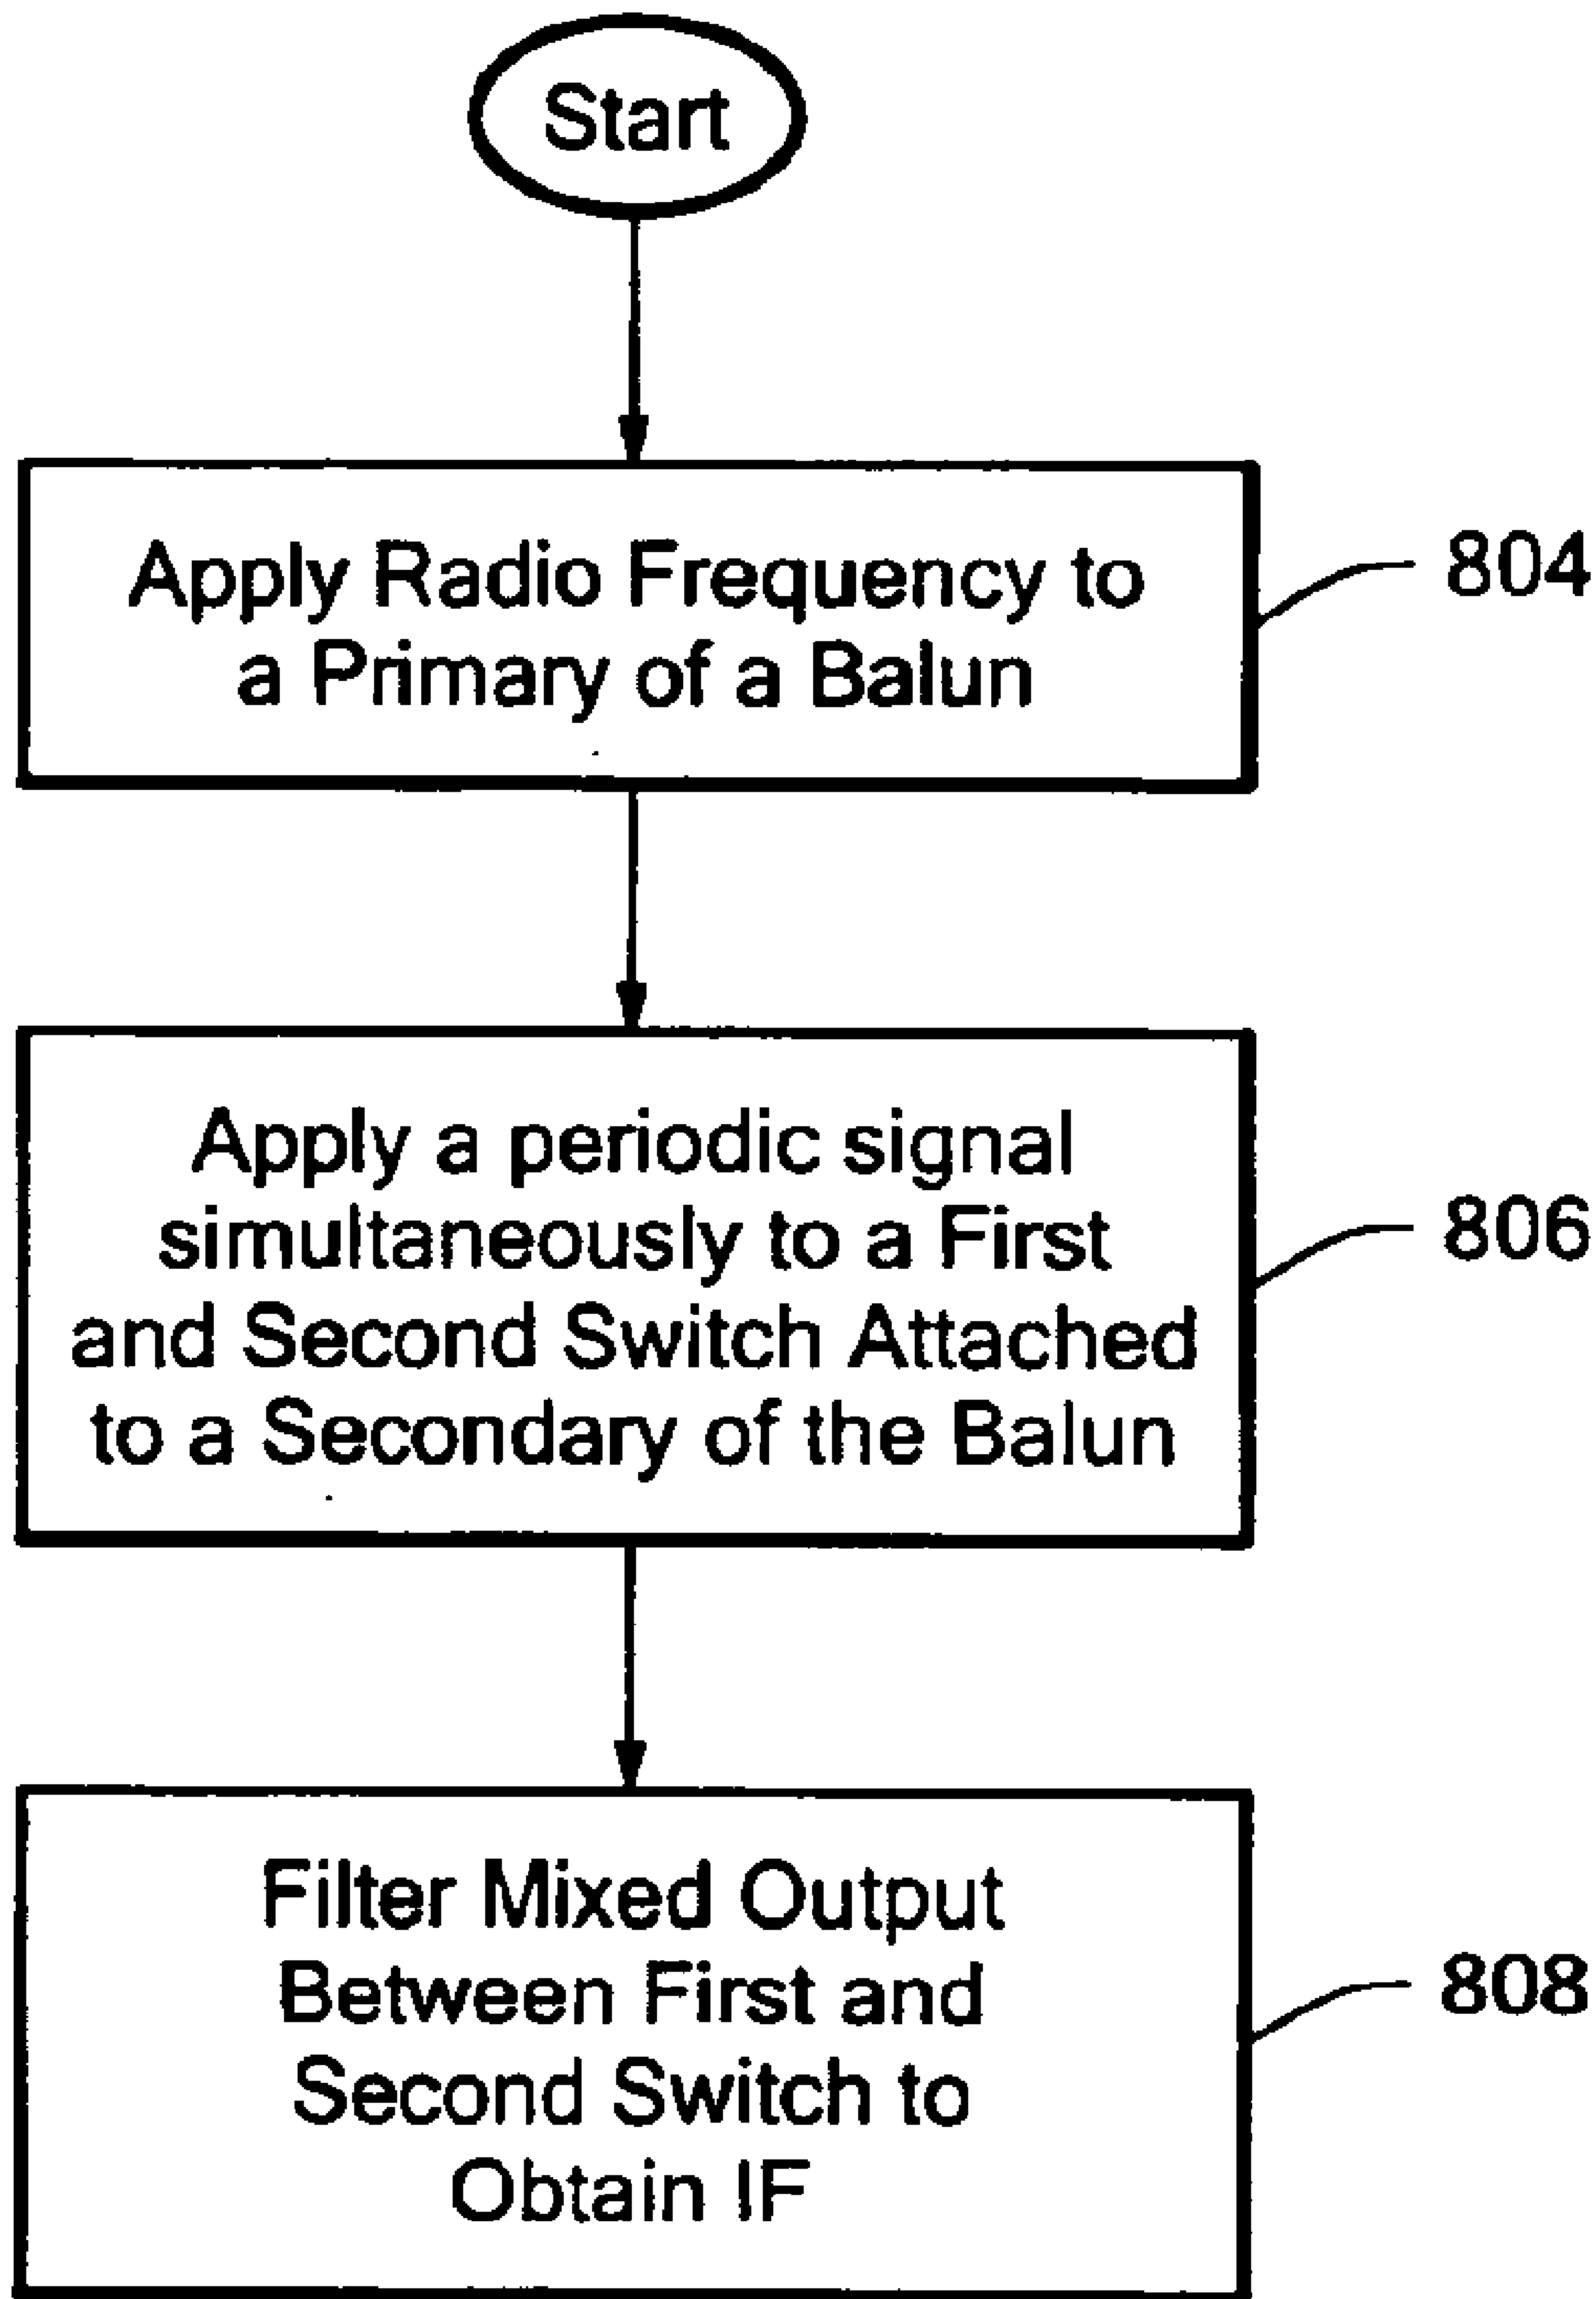 Start
Apply Radio Frequency to
a Primary of a Balun
804
Apply a periodic signal
simultaneously to a First
and Second Switch Attached
to a Secondary of the Balun
806
Filter Mixed Output
Between First and
Second Switch to
Obtain IF
808